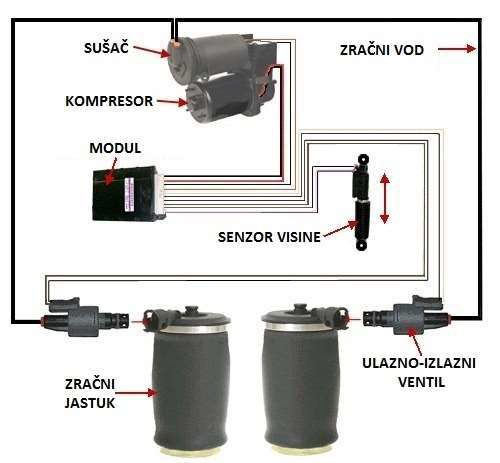 SUŠAČ
ZRAČNI VOD
KOMPRESOR
MODUL
SENZOR VISINE
ZRAČNI
JASTUK
ULAZNO-IZLAZNI
VENTIL